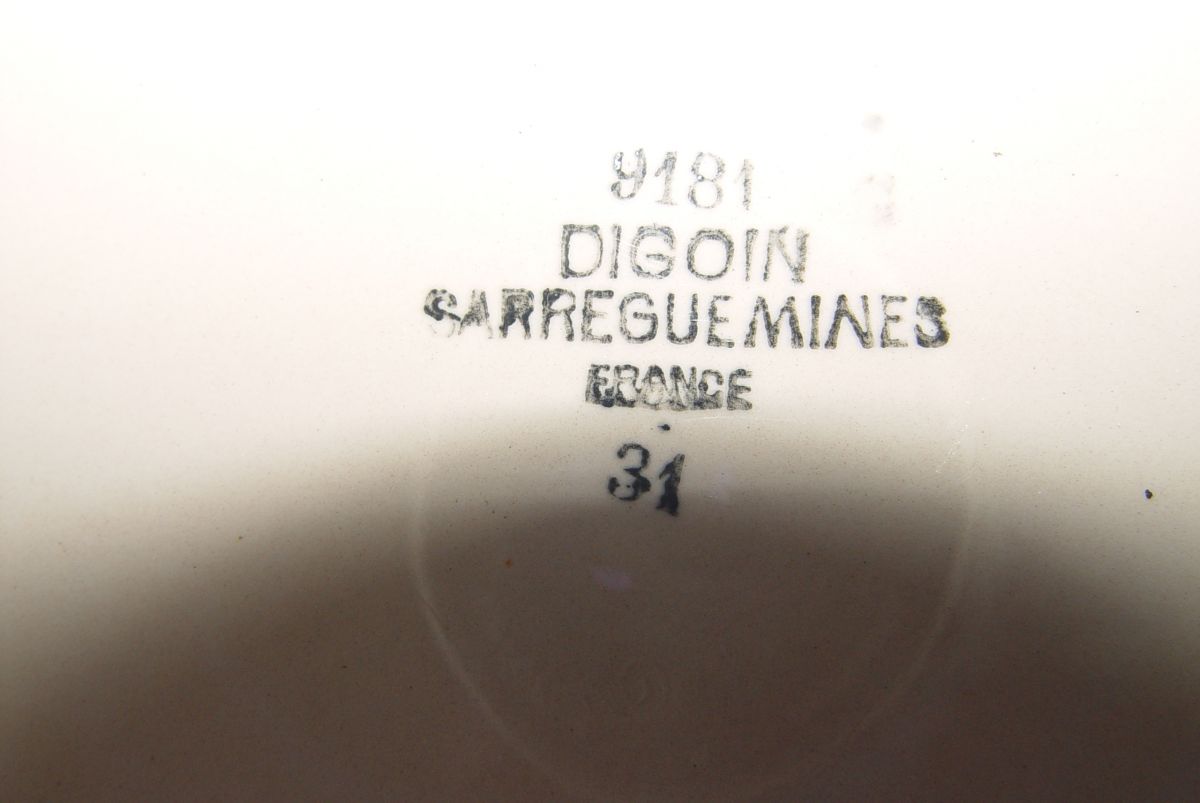 9181
DIGOIN
SARREGUEMINES
FRANCE
31